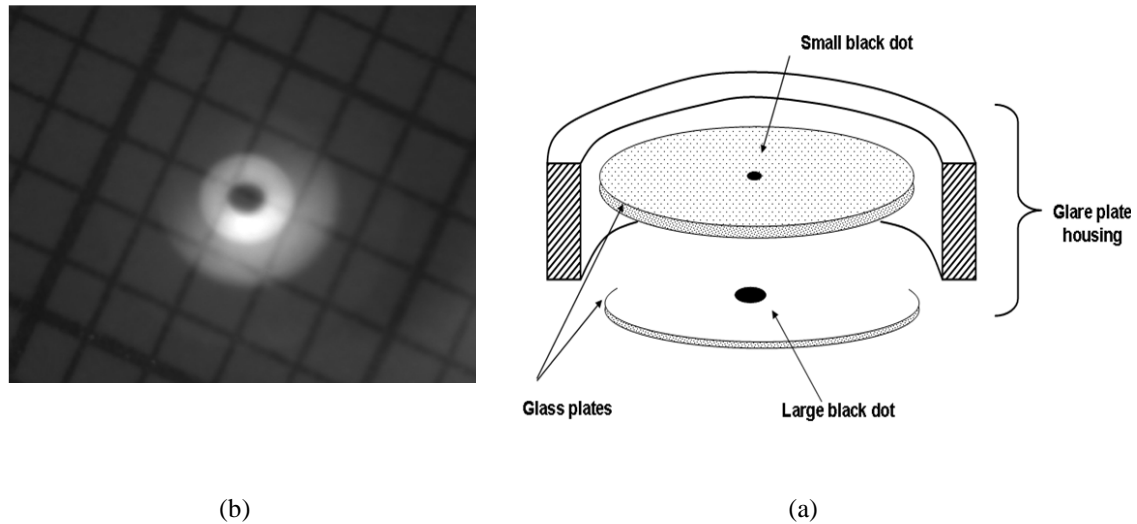 Small black dot
Glare plate
housing
Glass plates
Large black dot
(b)
(a)